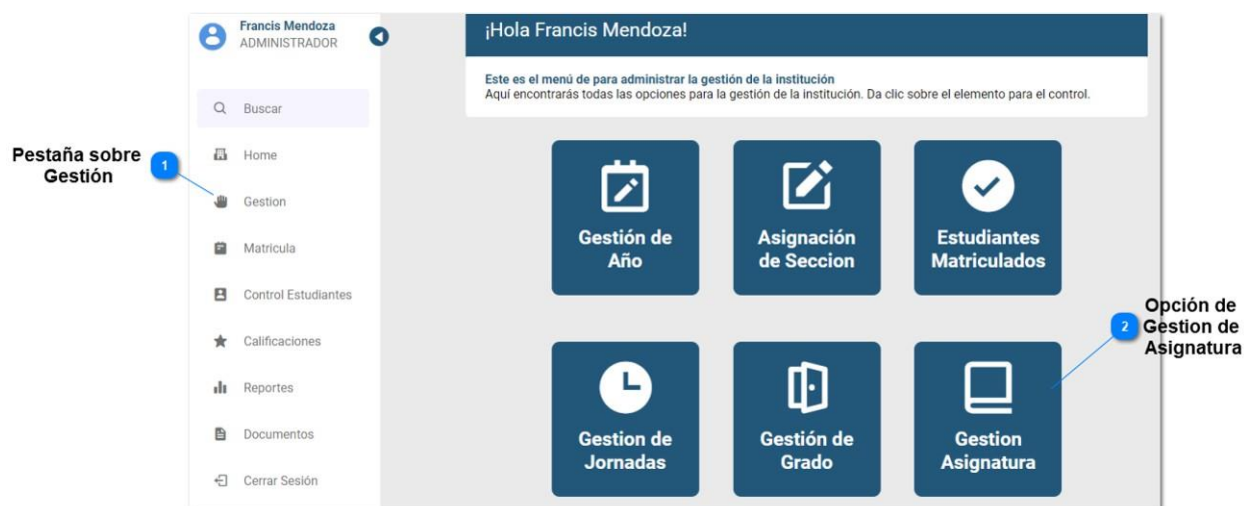 Francis Mendoza
ADMINISTRADOR
¡Hola Francis Mendoza!
Este es el menú de para administrar la gestión de la institución
Aquí encontrarás todas las opciones para la gestión de la institución. Da clic sobre el elemento para el control.
Buscar
Home
Gestion
Matricula
Control Estudiantes
Calificaciones
Reportes
Documentos
Cerrar Sesión
Pestaña sobre
Gestión
1
Gestión de
Año
Asignación
de Seccion
Estudiantes
Matriculados
Gestion de
Jornadas
Gestión de
Grado
Gestion
Asignatura
2
Opción de
Gestion de
Asignatura